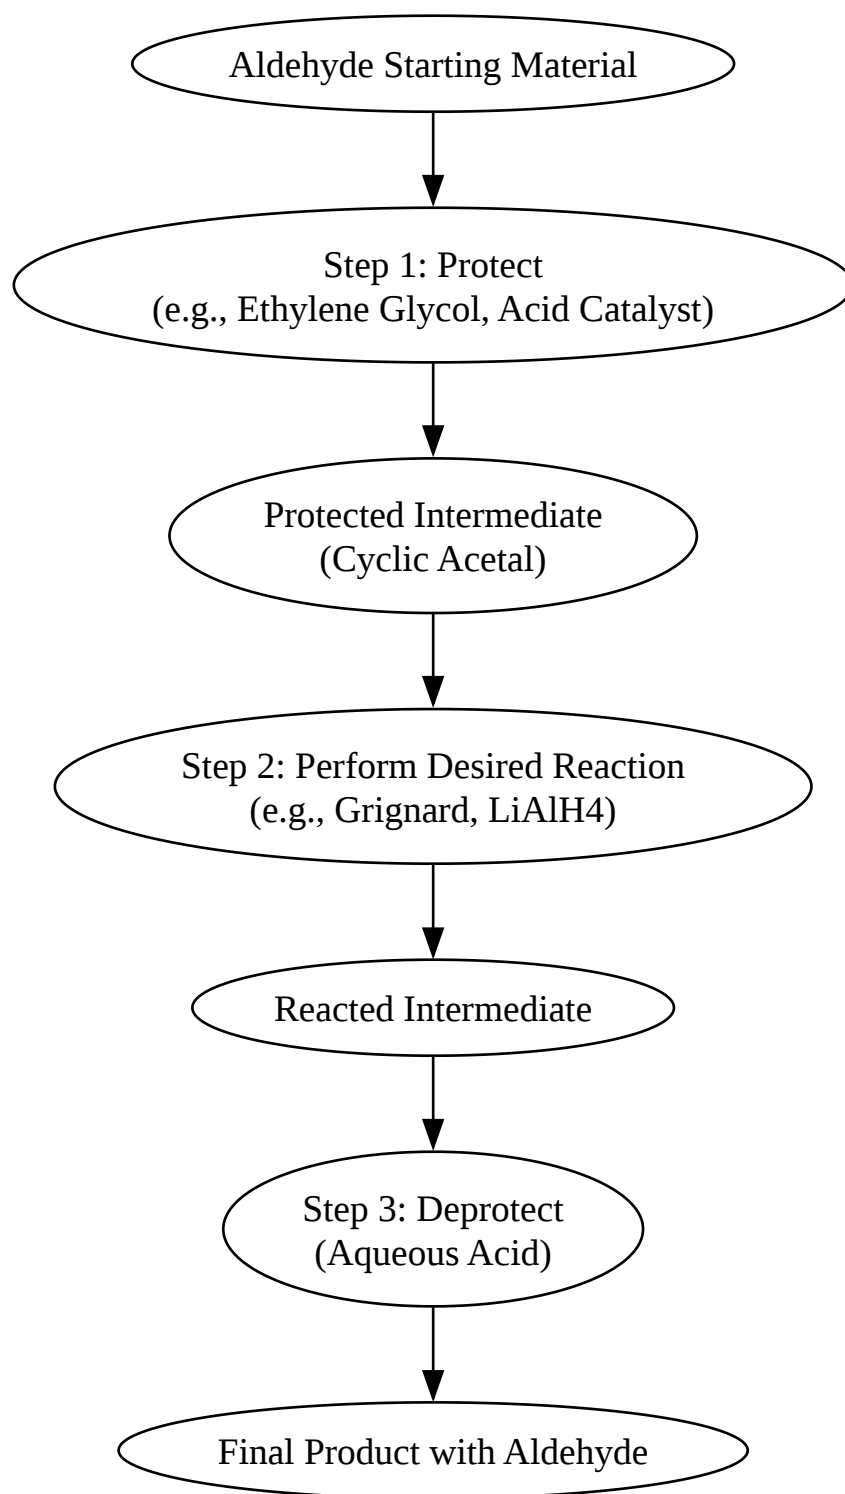 Aldehyde Starting Material
Step 1: Protect
(e.g., Ethylene Glycol, Acid Catalyst)
Protected Intermediate
(Cyclic Acetal)
Step 2: Perform Desired Reaction
(e.g., Grignard, LiAlH4)
Reacted Intermediate
Step 3: Deprotect
(Aqueous Acid)
Final Product with Aldehyde